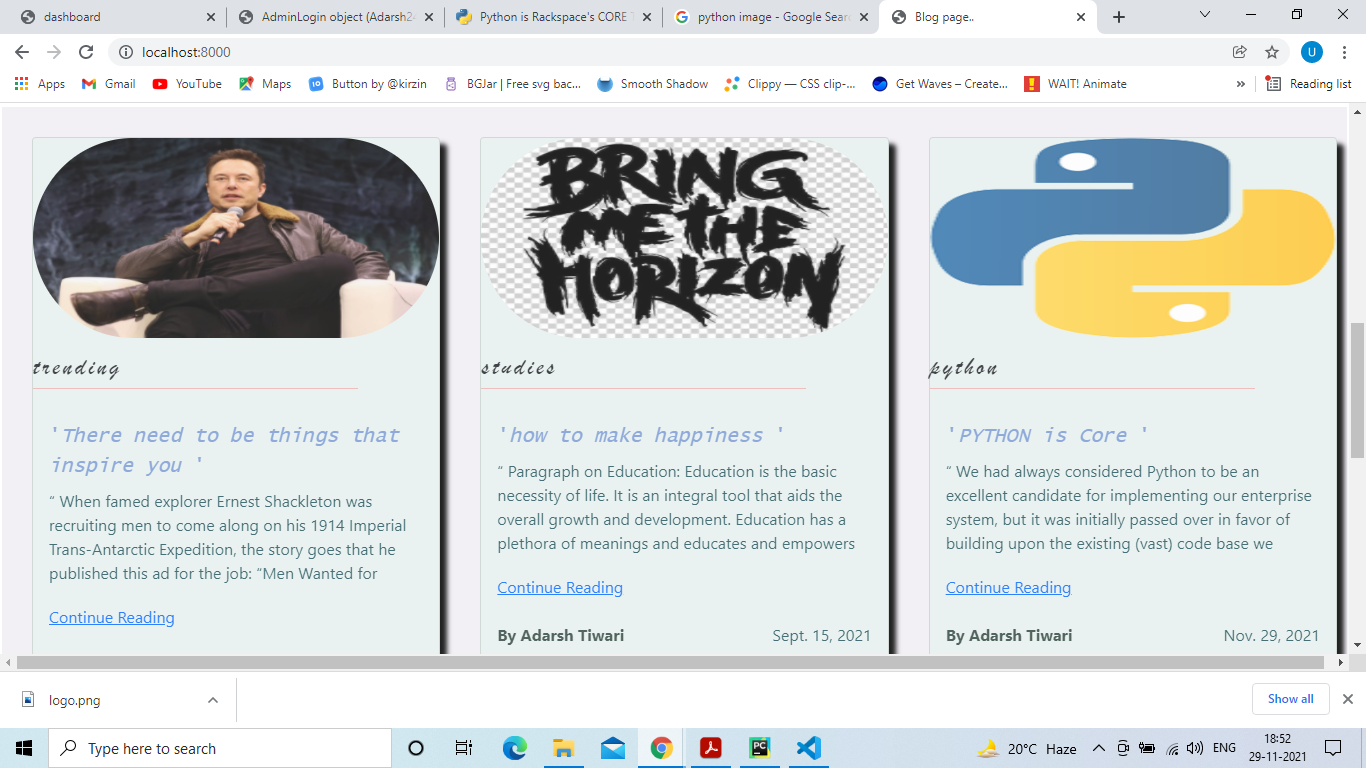 dashboard
AdminLogin object (Adarsh24
Python is Rackspace's CORE T
python image - Google Sear
Blog page..
localhost:8000
U
Apps
Gmail
YouTube
Maps
Button by @kirzin
BGJar | Free svg bac...
Smooth Shadow
Clippy — CSS clip-...
Get Waves – Create...
WAIT! Animate
»
Reading list
BRING
ME THE
HORIZON
trending
studies
python
'There need to be things that
inspire you '
“ When famed explorer Ernest Shackleton was
recruiting men to come along on his 1914 Imperial
Trans-Antarctic Expedition, the story goes that he
published this ad for the job: “Men Wanted for
Continue Reading
'how to make happiness '
“ Paragraph on Education: Education is the basic
necessity of life. It is an integral tool that aids the
overall growth and development. Education has a
plethora of meanings and educates and empowers
Continue Reading
By Adarsh Tiwari
Sept. 15, 2021
'PYTHON is Core '
“ We had always considered Python to be an
excellent candidate for implementing our enterprise
system, but it was initially passed over in favor of
building upon the existing (vast) code base we
Continue Reading
By Adarsh Tiwari
Nov. 29, 2021
logo.png
Show all
Type here to search
PC
20°C Haze
ENG
18:52
29-11-2021